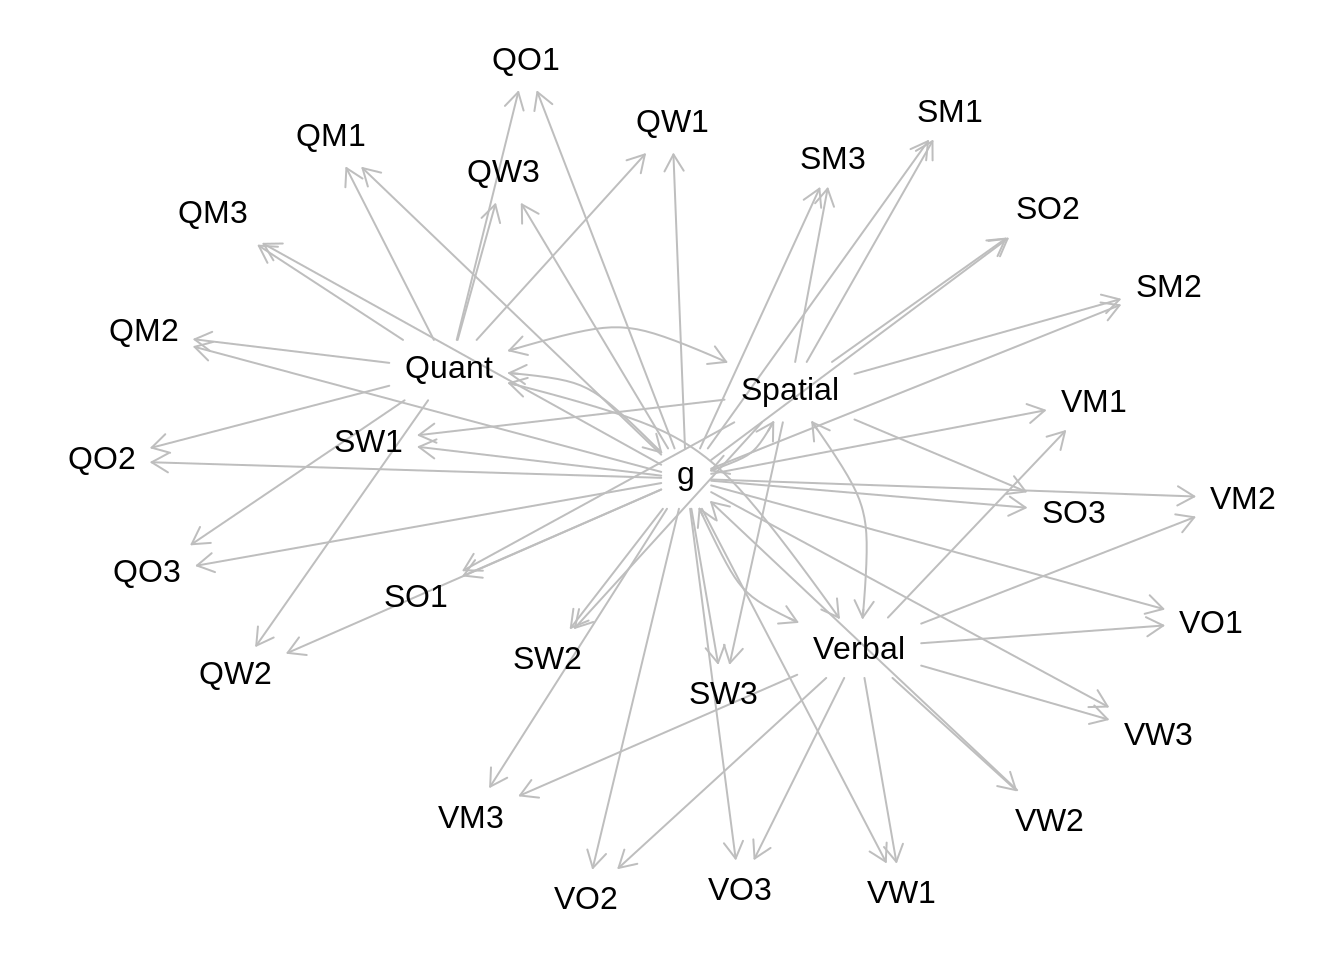 QO1
SM1
QW1
QM1
SM3
QW3
SO2
QM3
SM2
QM2
Quant
Spatial
VM1
SW1
QO2
g
VM2
SO3
QO3
SO1
VO1
Verbal
SW2
QW2
SW3
VW3
VM3
VW2
VO3
VW1
VO2